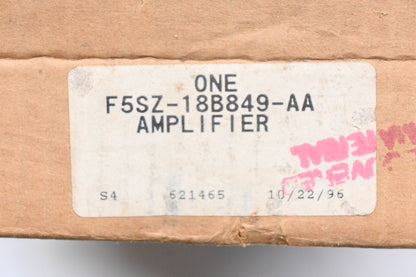 ONE
F5SZ-18B849-AA
AMPLIFIER
S4 621465 10/22/96